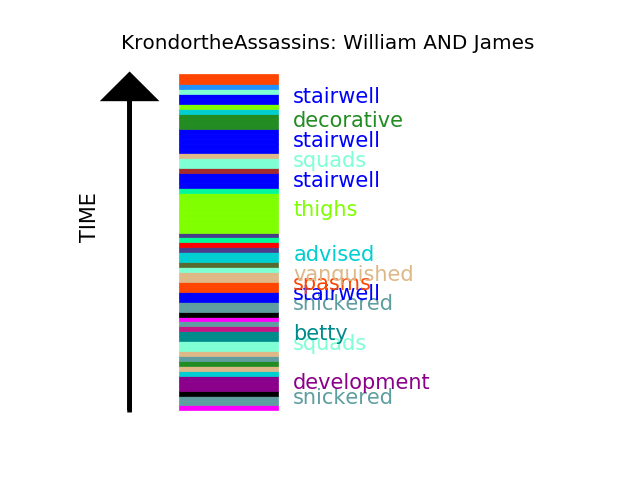 KrondortheAssassins: William AND James
stairwell
decorative
stairwell
squads
stairwell
thighs
advised
vanquished
spasms
stairwell
snickered
betty
squads
development
snickered
TIME